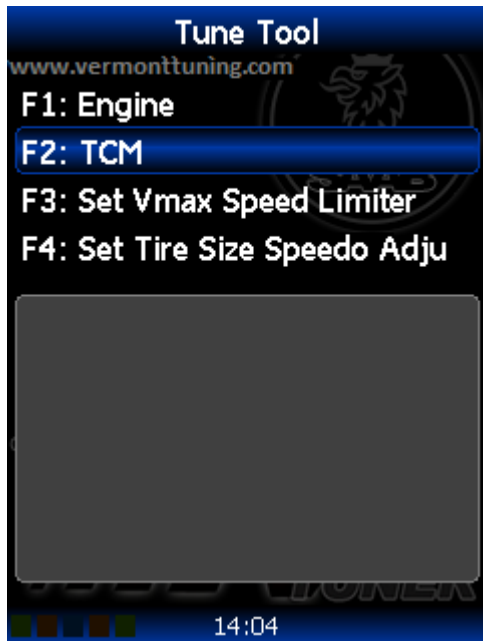 Tune Tool
www.vermonttuning.com
F1: Engine
F2: TCM
F3: Set Vmax Speed Limiter
F4: Set Tire Size Speedo Adju
TUNER
14:04